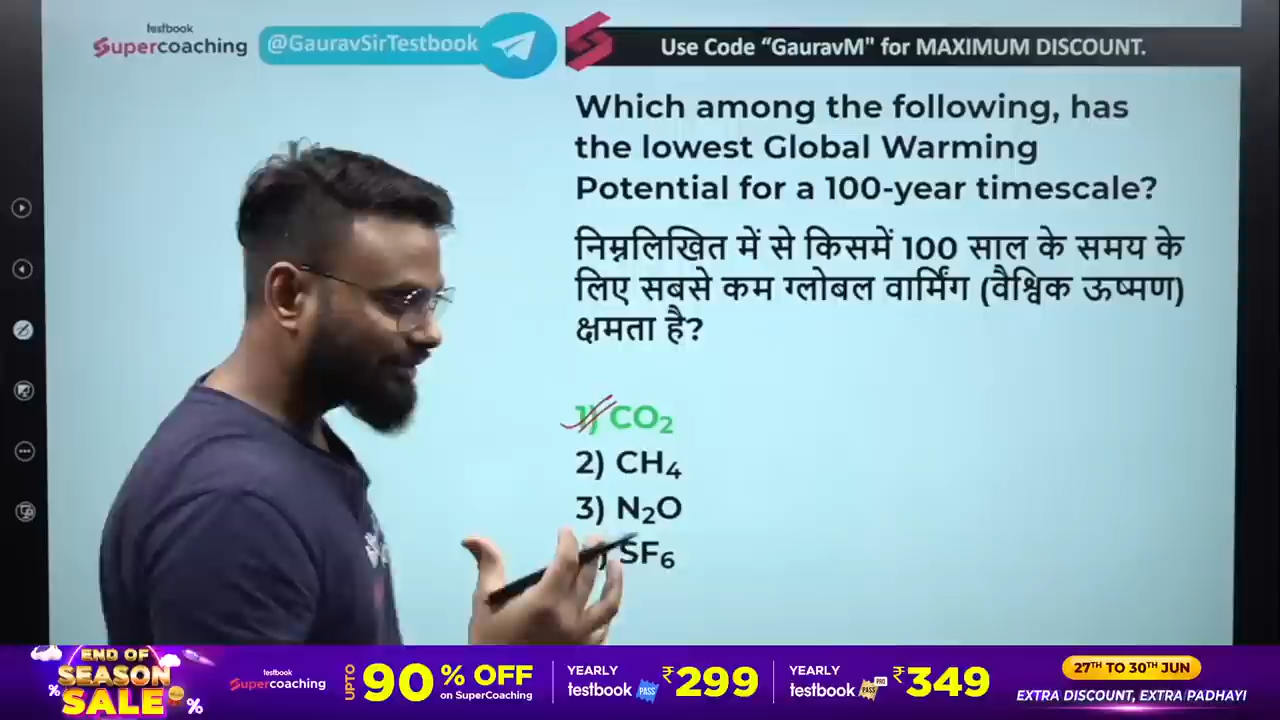 testbook
Supercoaching
@GauravSirTestbook
Use Code “GauravM" for MAXIMUM DISCOUNT.
Which among the following, has
the lowest Global Warming
Potential for a 100-year timescale?
निम्नलिखित में से किसमें 100 साल के समय के
लिए सबसे कम ग्लोबल वार्मिंग (वैश्विक ऊष्मण)
क्षमता है?
1) CO₂
2) CH₄
3) N₂O
) SF₆
END OF
SEASON
SALE
testbook
Supercoaching
UPTO 90% OFF
on SuperCoaching
YEARLY
testbook PASS ₹299
YEARLY
testbook PASS PRO ₹349
27TH TO 30TH JUN
EXTRA DISCOUNT, EXTRA PADHAYI